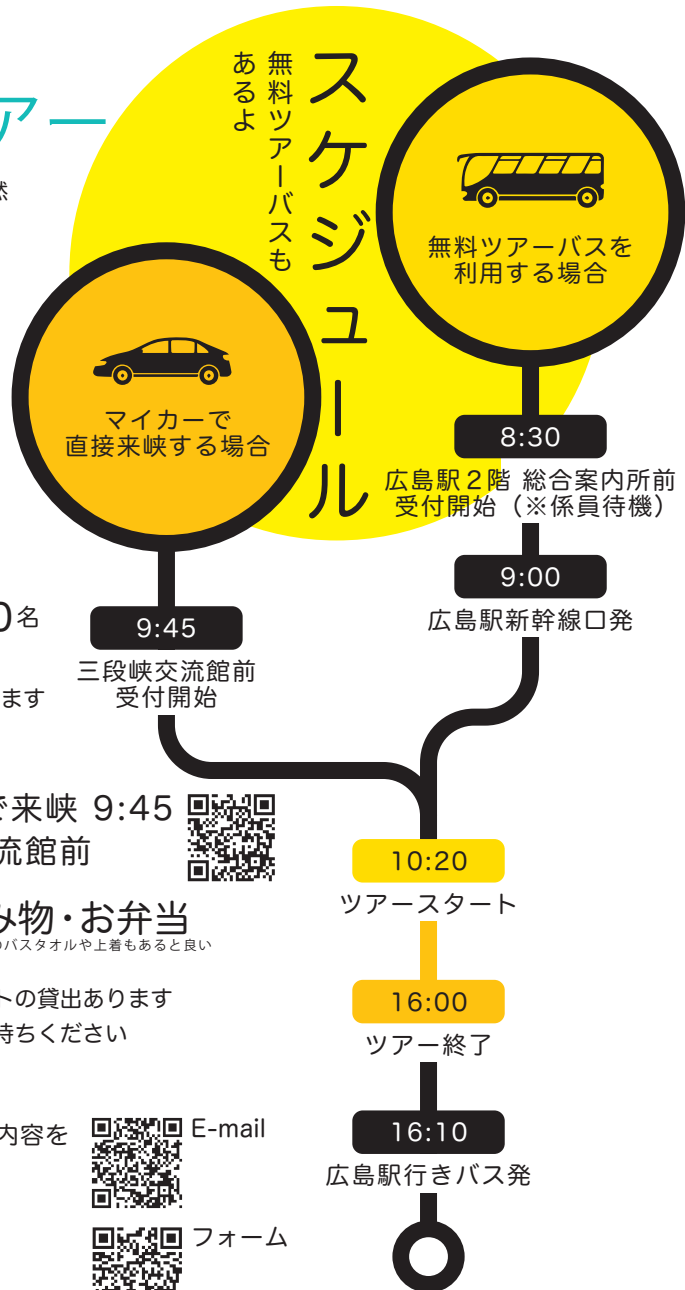 アー
然
スケジュール
無料ツアーバスも
あるよ
無料ツアーバスを
利用する場合
マイカーで
直接来峡する場合
8:30
広島駅2階 総合案内所前
受付開始（※係員待機）
9:00
広島駅新幹線口発
0名
ます
9:45
三段峡交流館前
受付開始
で来峡 9:45
流館前
み物・お弁当
のバスタオルや上着もあると良い
トの貸出あります
持ちください
内容を
E-mail
フォーム
10:20
ツアースタート
16:00
ツアー終了
16:10
広島駅行きバス発